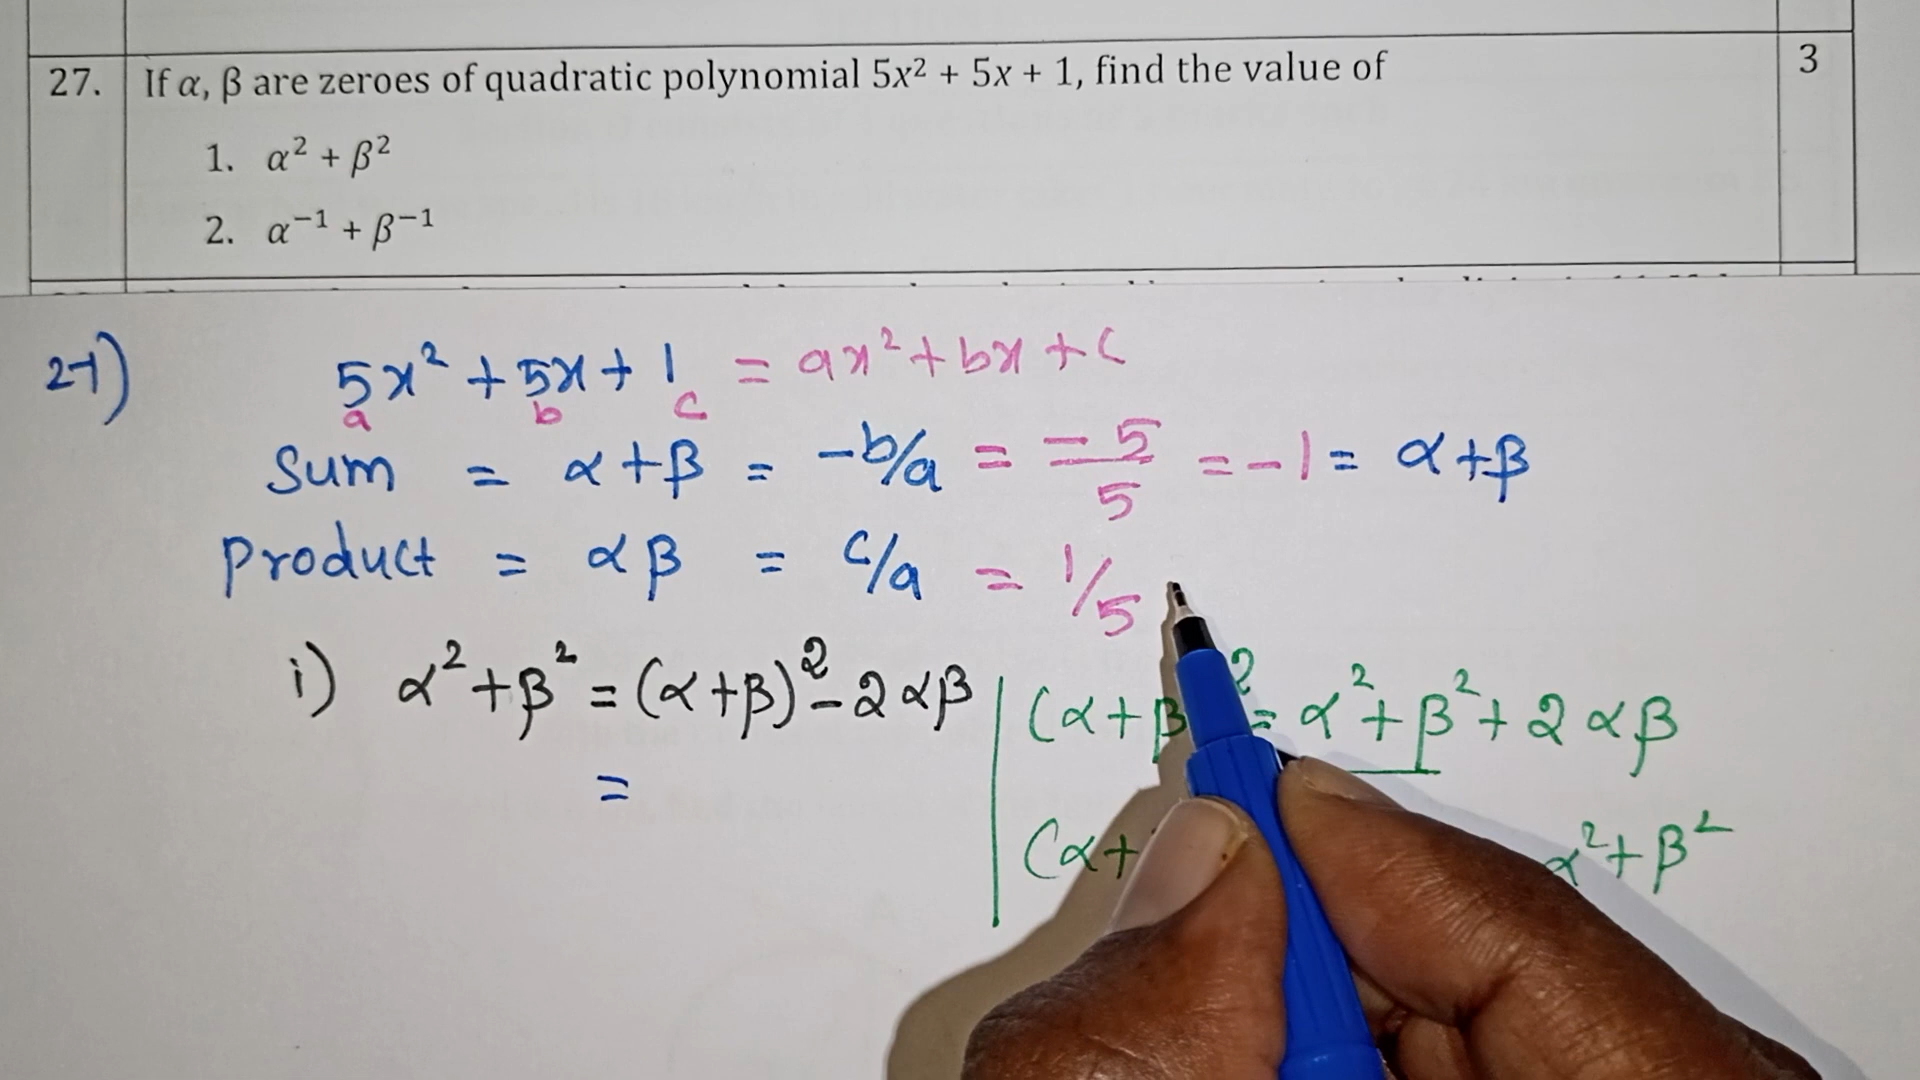 27. If α, β are zeroes of quadratic polynomial 5x² + 5x + 1, find the value of 3
1. α² + β²
2. α⁻¹ + β⁻¹
27) 5x² + 5x + 1 = ax² + bx + c
a b c
Sum = α + β = -b/a = -5/5 = -1 = α + β
product = αβ = c/a = 1/5
i) α² + β² = (α + β)² - 2αβ
=
(α + β)² = α² + β² + 2αβ
(α + α² + β²